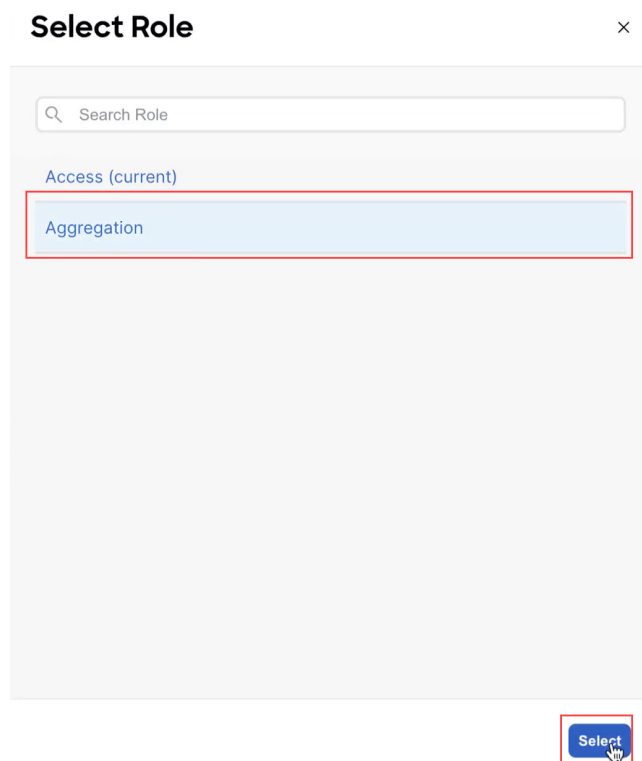 Select Role
Search Role
Access (current)
Aggregation
Select